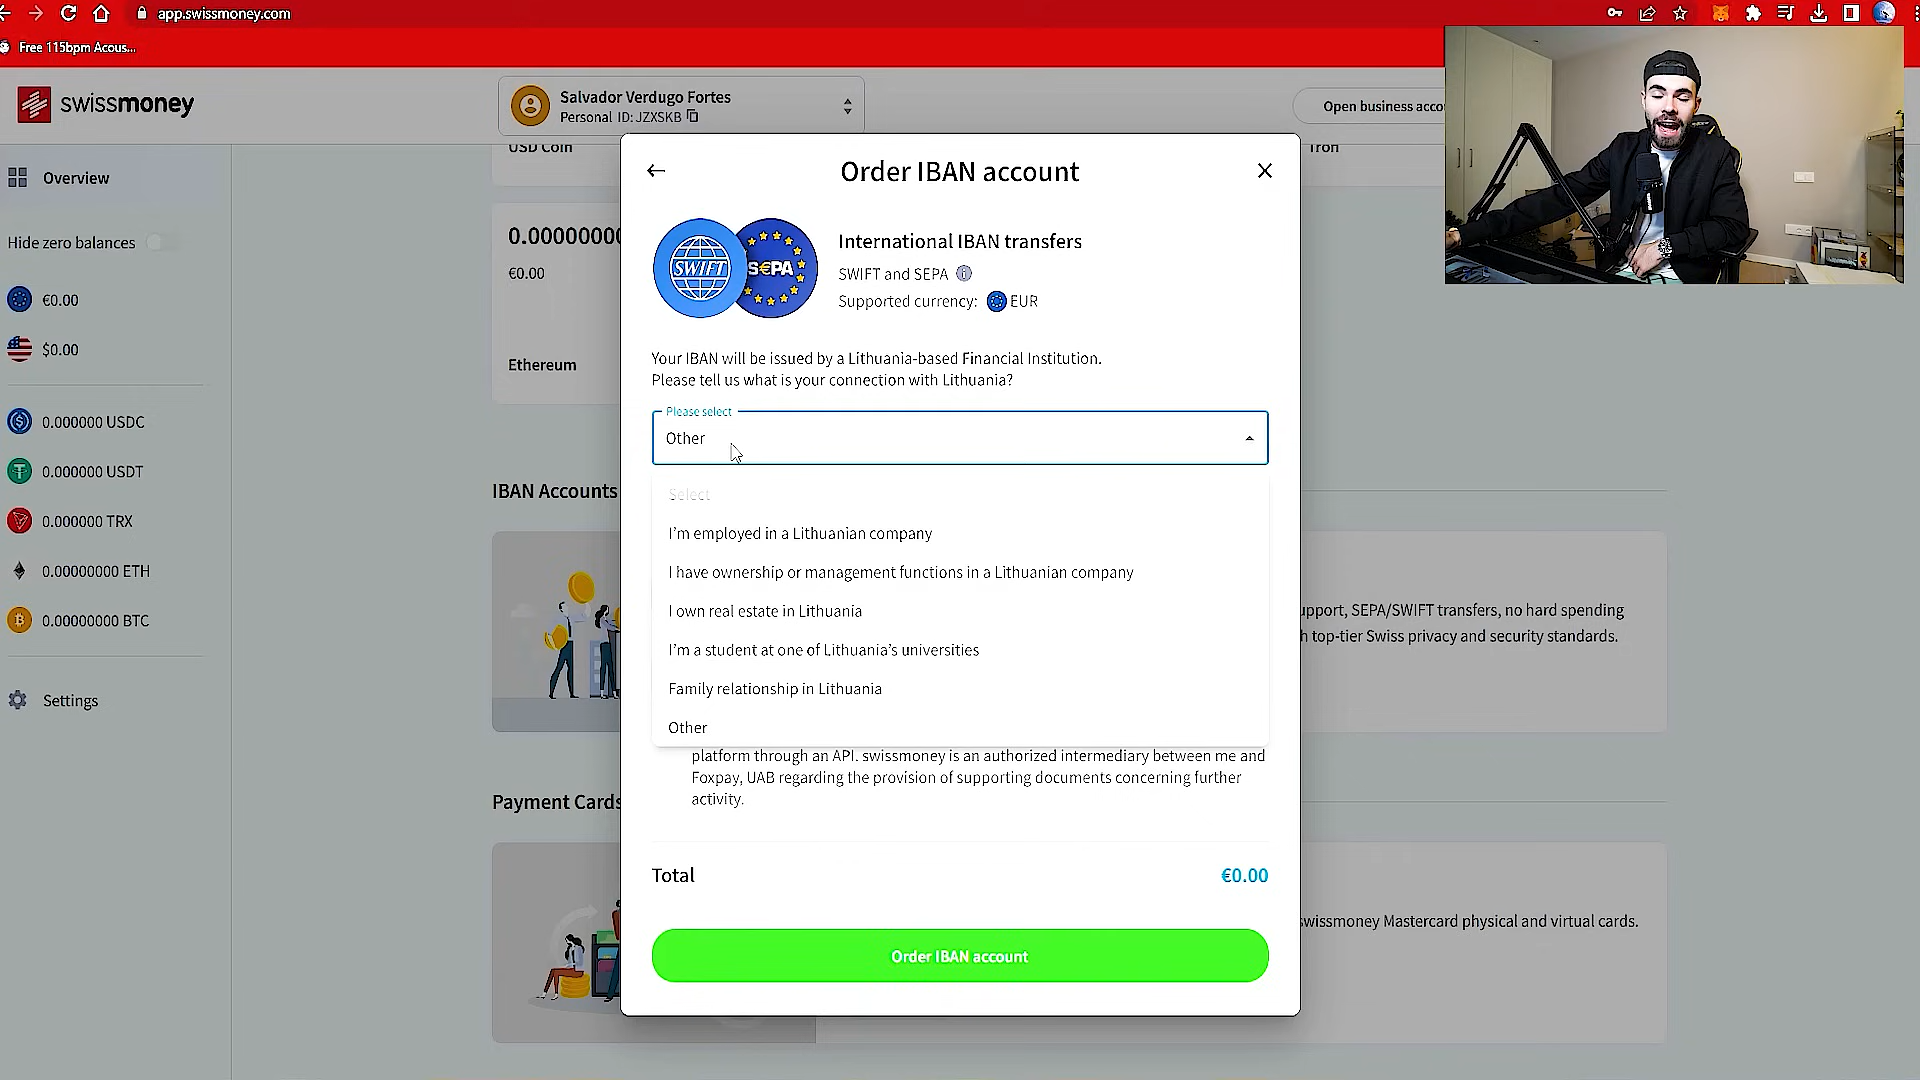 app.swissmoney.com
Free 115bpm Acous...
swissmoney
Salvador Verdugo Fortes
Personal ID: JZXSKB
Open business acco
Overview
Hide zero balances
€0.00
$0.00
0.000000 USDC
0.000000 USDT
0.000000 TRX
0.00000000 ETH
0.00000000 BTC
Settings
USD Coin
Tron
0.0000000
€0.00
Ethereum
IBAN Accounts
upport, SEPA/SWIFT transfers, no hard spending
h top-tier Swiss privacy and security standards.
Payment Cards
swissmoney Mastercard physical and virtual cards.
Order IBAN account
SWIFT
S€PA
International IBAN transfers
SWIFT and SEPA
Supported currency: EUR
Your IBAN will be issued by a Lithuania-based Financial Institution.
Please tell us what is your connection with Lithuania?
Please select
Other
Select
I'm employed in a Lithuanian company
I have ownership or management functions in a Lithuanian company
I own real estate in Lithuania
I'm a student at one of Lithuania's universities
Family relationship in Lithuania
Other
platform through an API. swissmoney is an authorized intermediary between me and
Foxpay, UAB regarding the provision of supporting documents concerning further
activity.
Total
€0.00
Order IBAN account